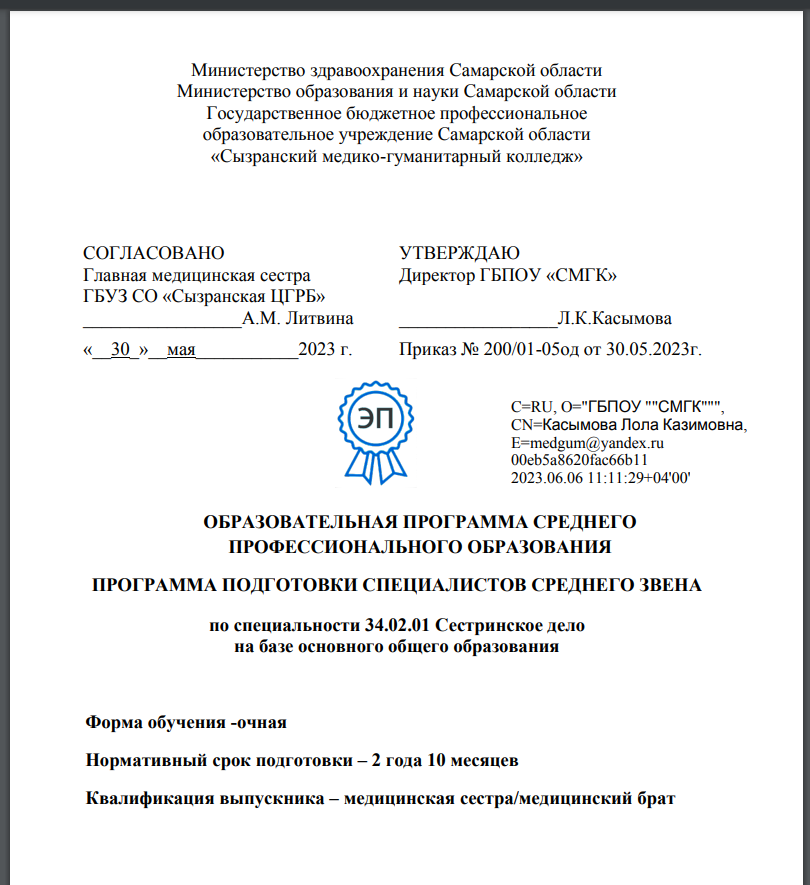 Министерство здравоохранения Самарской области
Министерство образования и науки Самарской области
Государственное бюджетное профессиональное
образовательное учреждение Самарской области
«Сызранский медико-гуманитарный колледж»
СОГЛАСОВАНО
Главная медицинская сестра
ГБУЗ СО «Сызранская ЦГРБ»
__________________А.М. Литвина
«__30_»__мая____________2023 г.
УТВЕРЖДАЮ
Директор ГБПОУ «СМГК»
__________________Л.К.Касымова
Приказ № 200/01-05од от 30.05.2023г.
ЭП
C=RU, O="ГБПОУ ""СМГК""",
CN=Касымова Лола Казимовна,
E=medgum@yandex.ru
00eb5a8620fac66b11
2023.06.06 11:11:29+04'00'
ОБРАЗОВАТЕЛЬНАЯ ПРОГРАММА СРЕДНЕГО
ПРОФЕССИОНАЛЬНОГО ОБРАЗОВАНИЯ
ПРОГРАММА ПОДГОТОВКИ СПЕЦИАЛИСТОВ СРЕДНЕГО ЗВЕНА
по специальности 34.02.01 Сестринское дело
на базе основного общего образования
Форма обучения -очная
Нормативный срок подготовки – 2 года 10 месяцев
Квалификация выпускника – медицинская сестра/медицинский брат